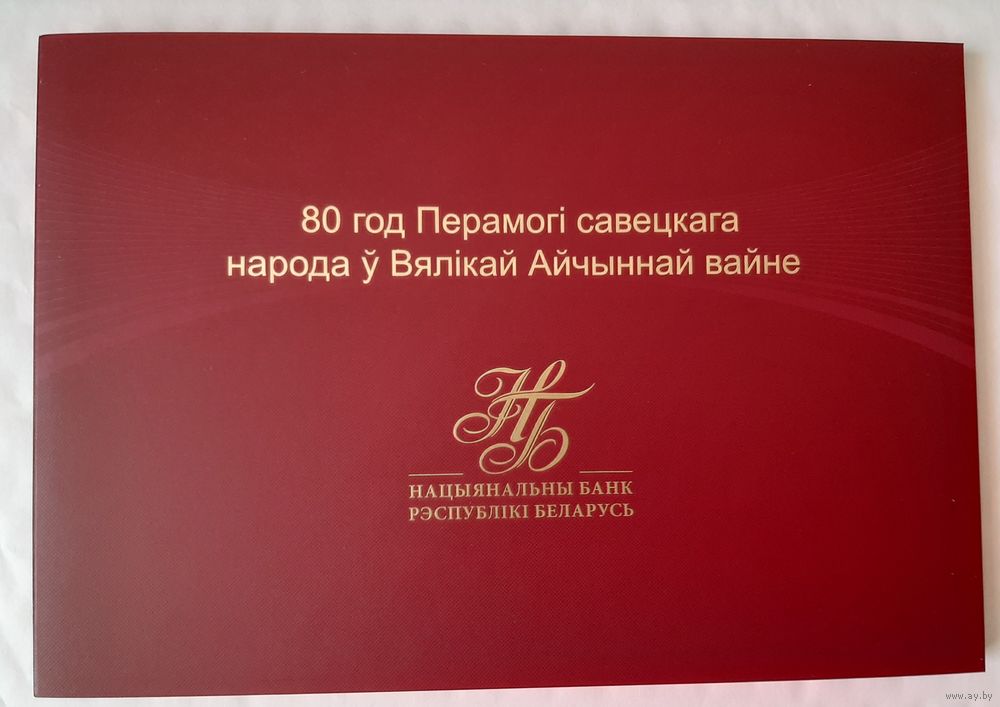 80 год Перамогі савецкага
народа ў Вялікай Айчыннай вайне
НБ
НАЦЫЯНАЛЬНЫ БАНК
РЭСПУБЛІКІ БЕЛАРУСЬ
www.ay.by